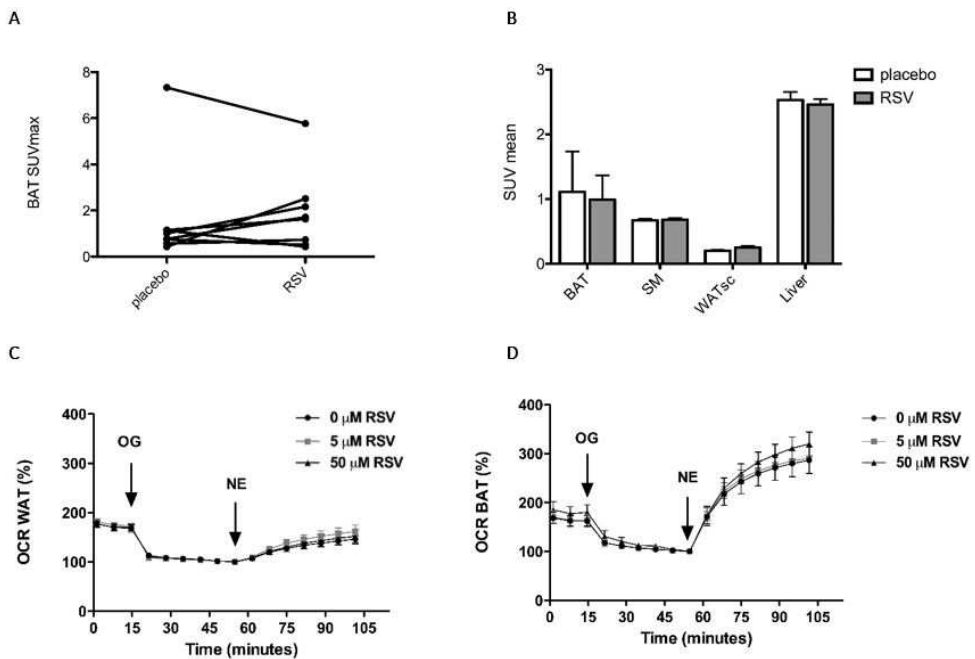 A
BAT SUVmax
8
6
4
2
0
placebo
RSV
B
SUV mean
3
2
1
0
BAT
SM
WATsc
Liver
placebo
RSV
C
OCR WAT (%)
400
300
200
100
0
OG
NE
0 μM RSV
5 μM RSV
50 μM RSV
0 15 30 45 60 75 90 105
Time (minutes)
D
OCR BAT (%)
400
300
200
100
0
OG
NE
0 μM RSV
5 μM RSV
50 μM RSV
0 15 30 45 60 75 90 105
Time (minutes)